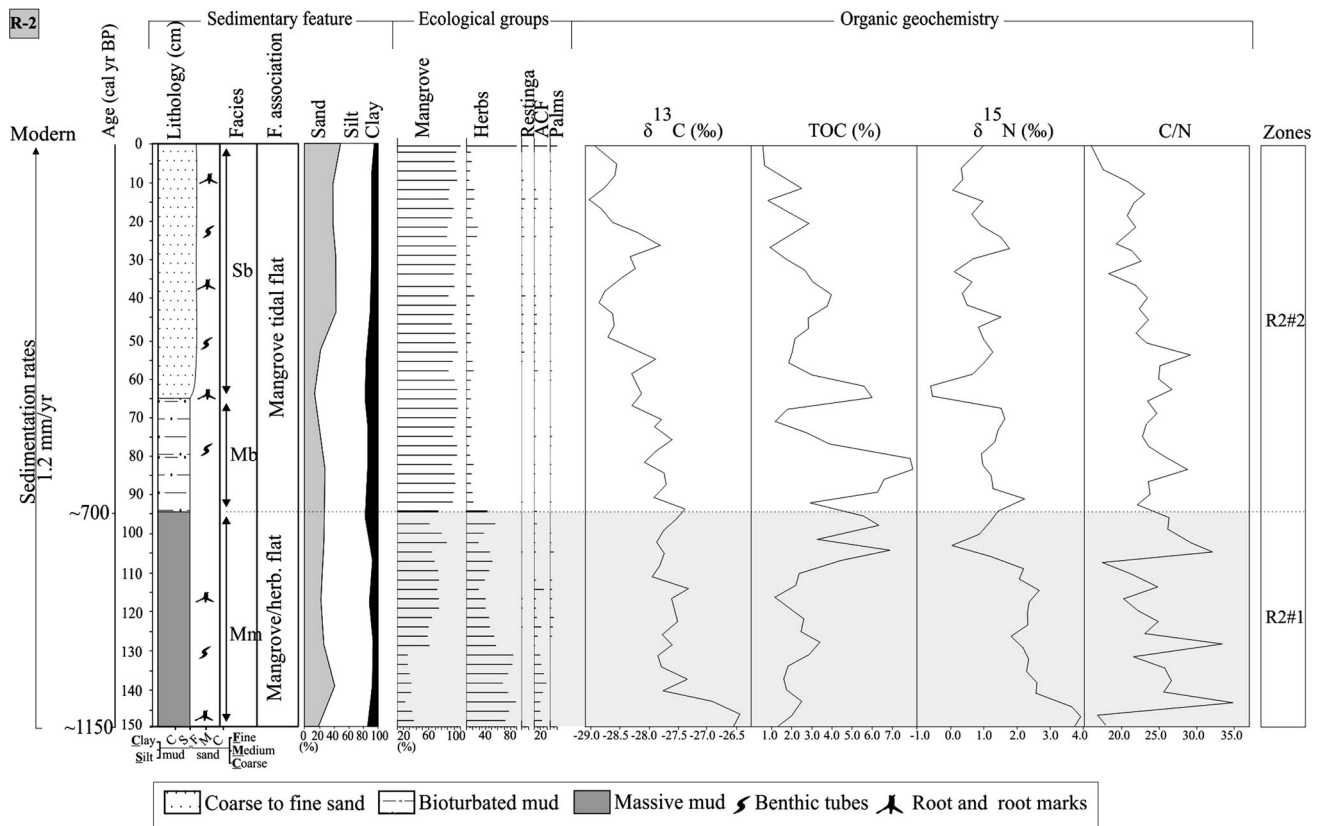 R-2
Sedimentary feature
Ecological groups
Organic geochemistry
Modern
Age (cal yr BP)
Lithology (cm)
Facies
F. association
Sand
Silt
Clay
Mangrove
Herbs
Restinga
ACF
Palms
δ 13 C (‰)
TOC (%)
δ 15 N (‰)
C/N
Zones
0
10
20
30
40
50
60
70
80
90
100
110
120
130
140
150
Sedimentation rates
1.2 mm/yr
~700
~1150
Sb
Mb
Mm
Mangrove tidal flat
Mangrove/herb. flat
R2#2
R2#1
C S F M C
mud sand
Clay
Silt
Fine
Medium
Coarse
0 20 40 60 80 100
(%)
20 40 60 80 100
(%)
40 80
20
-29.0 -28.5 -27.5 -27.0 -26.5
1.0 2.0 3.0 4.0 5.0 6.0 7.0
-1.0 0.0 1.0 2.0 3.0 4.0
20.0 25.0 30.0 35.0
Coarse to fine sand
Bioturbated mud
Massive mud
Benthic tubes
Root and root marks